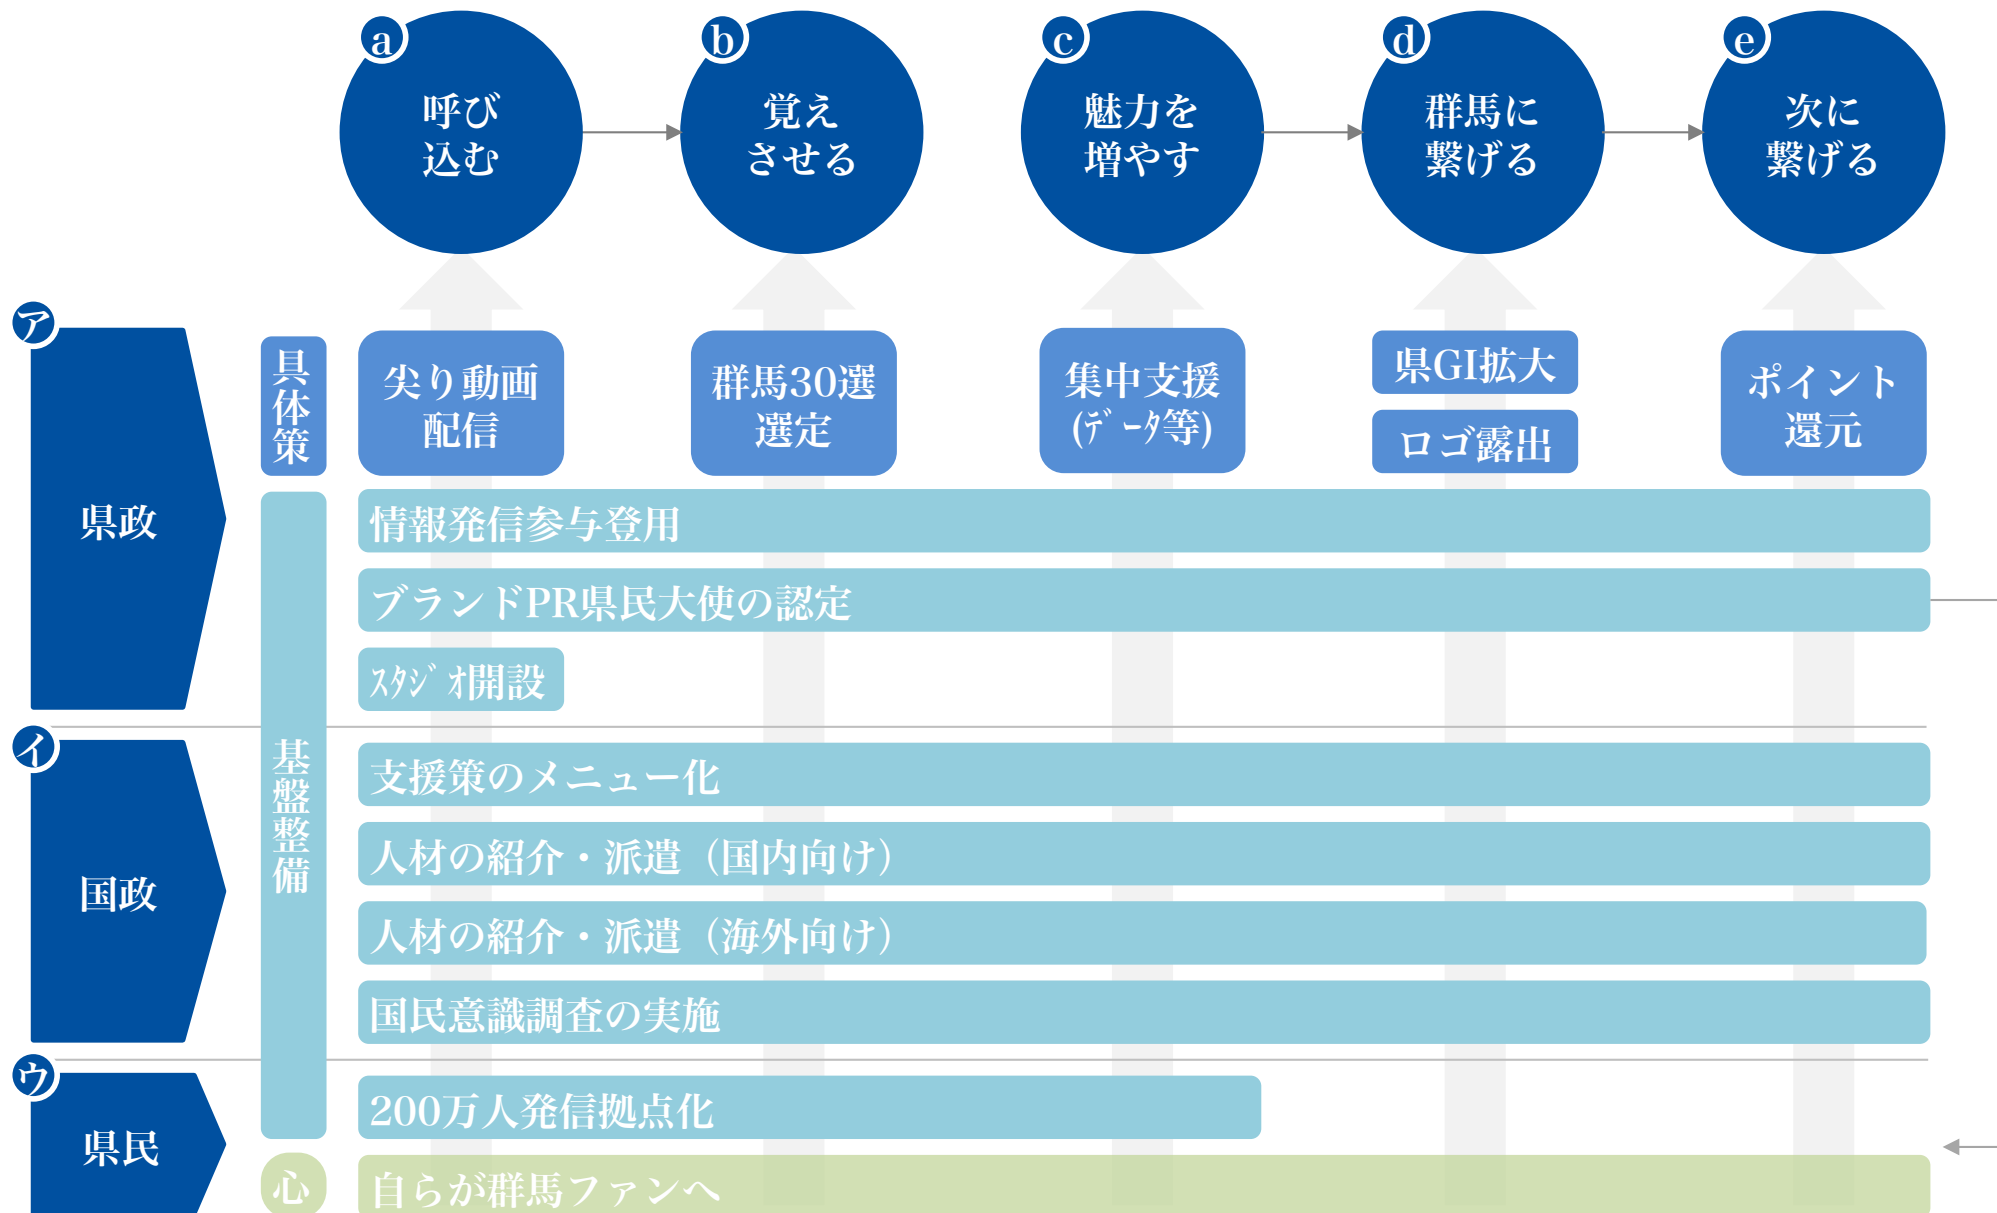 a
呼び
込む
b
覚え
させる
c
魅力を
増やす
d
群馬に
繋げる
e
次に
繋げる
ア
県政
具体策
尖り動画
配信
群馬30選
選定
集中支援
(ﾃﾞｰﾀ等)
県GI拡大
ロゴ露出
ポイント
還元
基盤整備
情報発信参与登用
ブランドPR県民大使の認定
ｽﾀｼﾞｵ開設
イ
国政
支援策のメニュー化
人材の紹介・派遣（国内向け）
人材の紹介・派遣（海外向け）
国民意識調査の実施
ウ
県民
200万人発信拠点化
心
自らが群馬ファンへ